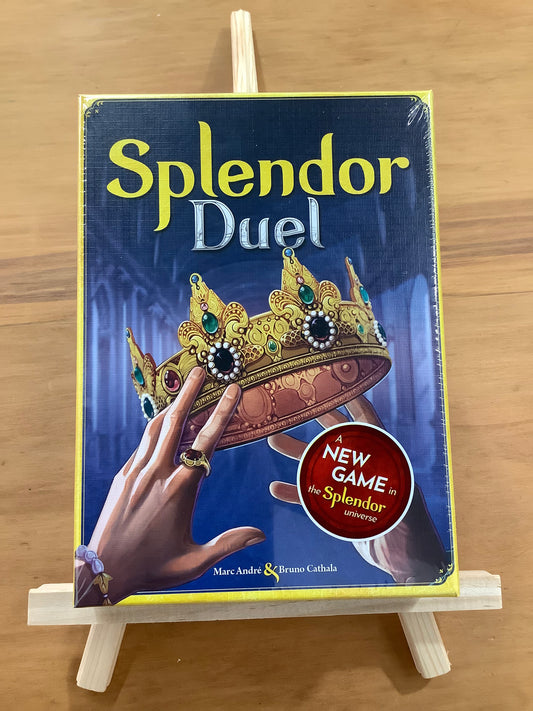 Splendor
Duel
A
NEW
GAME in
the Splendor
universe
Marc André & Bruno Cathala